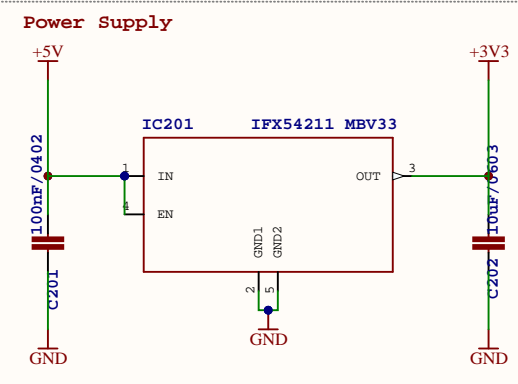 Power Supply
+5V
+3V3
IC201
IFX54211 MBV33
100nF/0402
C201
1
IN
4
EN
OUT
3
GND1
GND2
2
5
10uF/0603
C202
GND
GND
GND